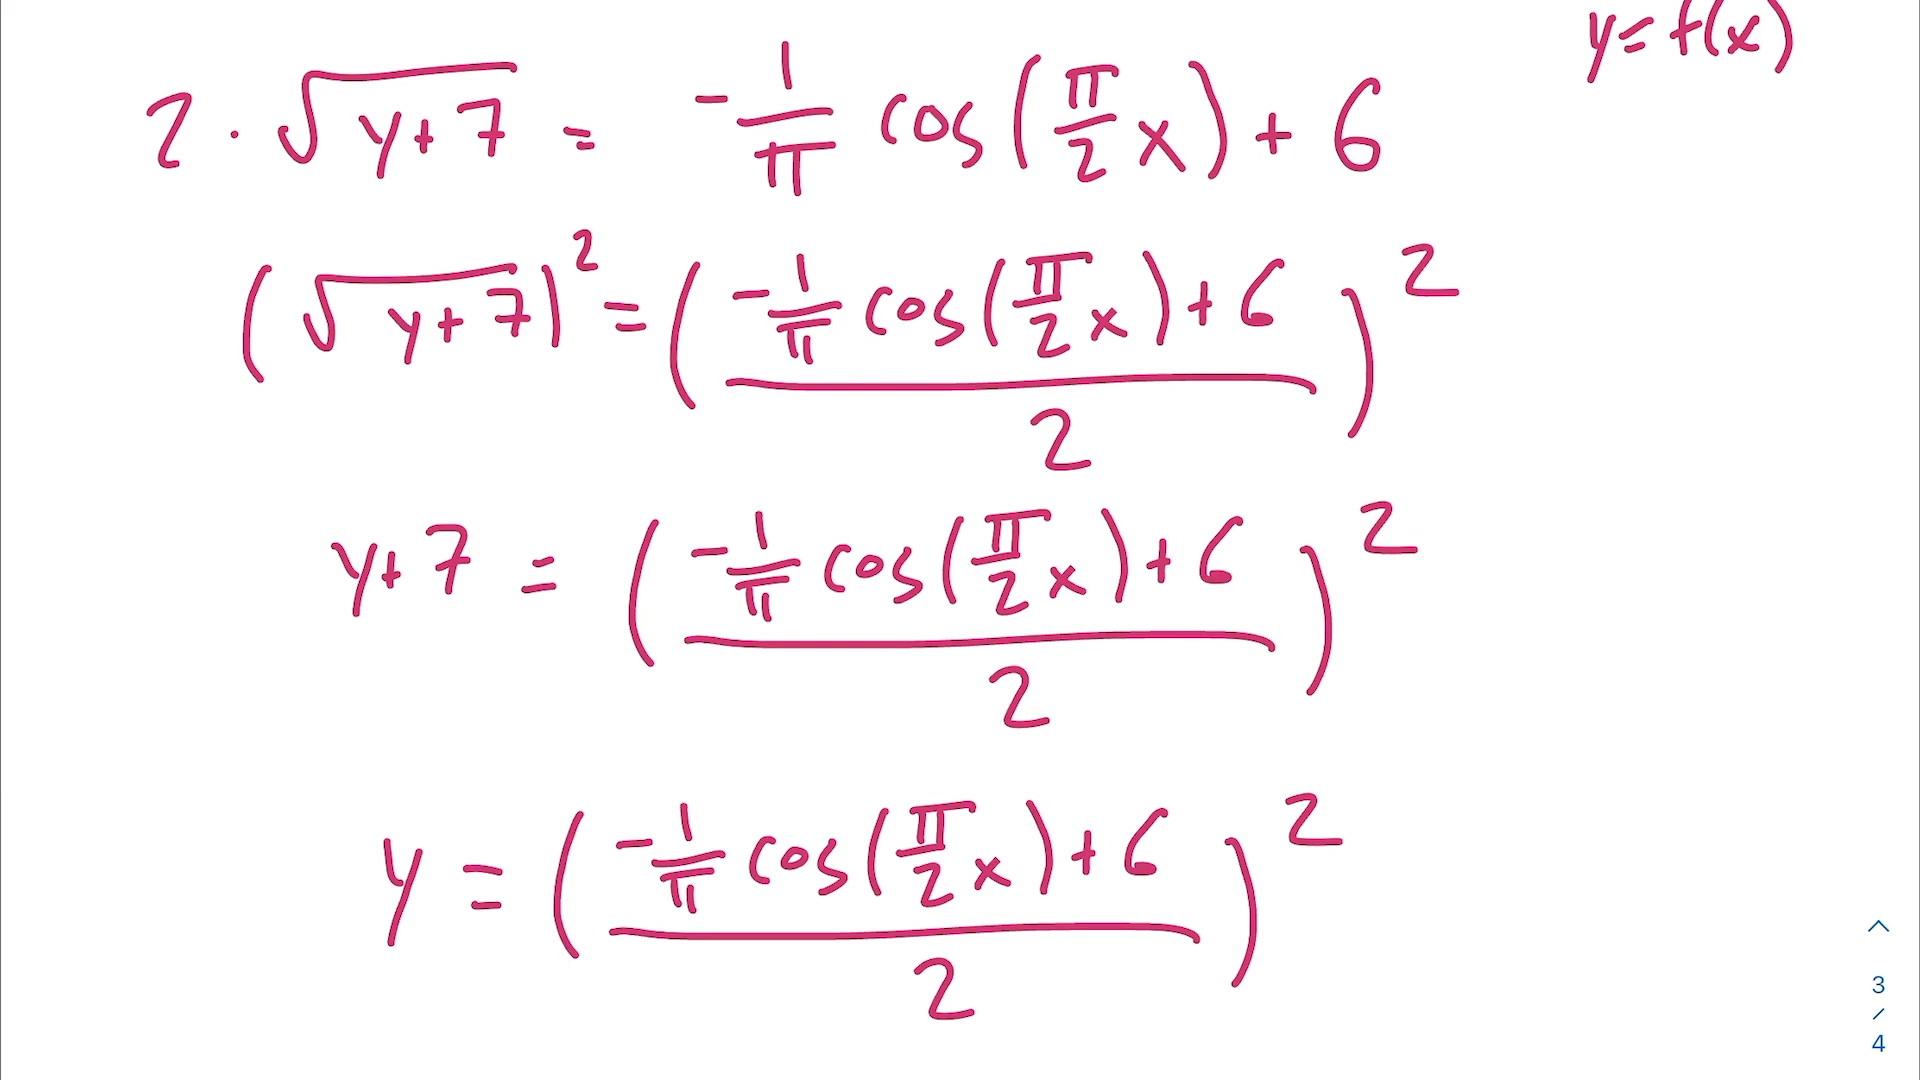 y = f(x)
2 · √(y+7) = -1/π cos(π/2 x) + 6
(√(y+7))² = ((-1/π cos(π/2 x) + 6)/2)²
y+7 = ((-1/π cos(π/2 x) + 6)/2)²
y = ((-1/π cos(π/2 x) + 6)/2)²
3
/
4